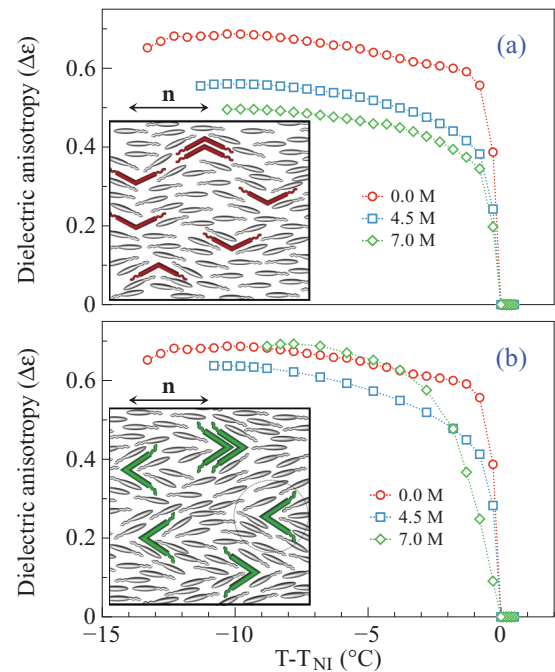 Dielectric anisotropy (Δε)
0.6
0.4
0.2
0
(a)
n
0.0 M
4.5 M
7.0 M
Dielectric anisotropy (Δε)
0.6
0.4
0.2
0
(b)
n
0.0 M
4.5 M
7.0 M
−15
−10
−5
0
T-TNI (°C)